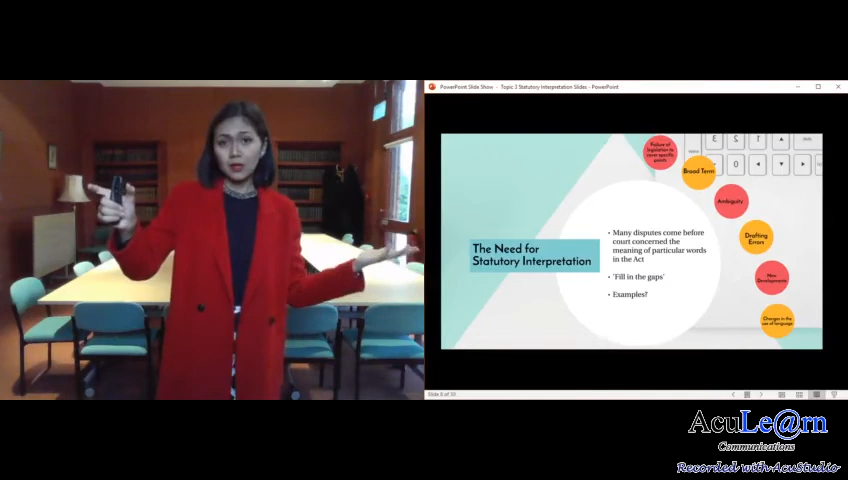 PowerPoint Slide Show - Topic 3 Statutory Interpretation Slides - PowerPoint
Failure of
legislation to
cover specific
points
Broad Term
Ambiguity
Drafting
Errors
New
Developments
Changes in the
use of language
The Need for
Statutory Interpretation
• Many disputes come before
court concerned the
meaning of particular words
in the Act
• 'Fill in the gaps'
• Examples?
Slide 8 of 10
AcuLe@rn
Communications
Recorded with AcuStudio